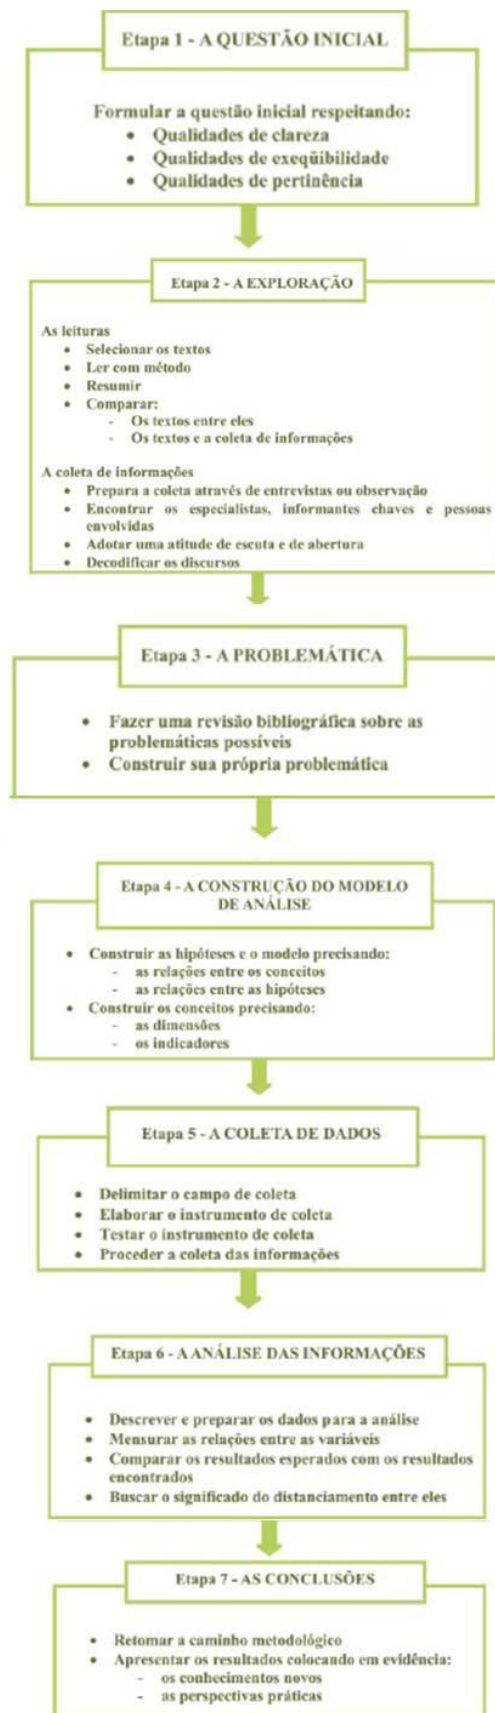 Etapa 1 - A QUESTÃO INICIAL
Formular a questão inicial respeitando:
• Qualidades de clareza
• Qualidades de exeqüibilidade
• Qualidades de pertinência
Etapa 2 - A EXPLORAÇÃO
As leituras
• Selecionar os textos
• Ler com método
• Resumir
• Comparar:
- Os textos entre eles
- Os textos e a coleta de informações
A coleta de informações
• Prepara a coleta através de entrevistas ou observação
• Encontrar os especialistas, informantes chaves e pessoas
envolvidas
• Adotar uma atitude de escuta e de abertura
• Decodificar os discursos
Etapa 3 - A PROBLEMÁTICA
• Fazer uma revisão bibliográfica sobre as
problemáticas possíveis
• Construir sua própria problemática
Etapa 4 - A CONSTRUÇÃO DO MODELO
DE ANÁLISE
• Construir as hipóteses e o modelo precisando:
- as relações entre os conceitos
- as relações entre as hipóteses
• Construir os conceitos precisando:
- as dimensões
- os indicadores
Etapa 5 - A COLETA DE DADOS
• Delimitar o campo de coleta
• Elaborar o instrumento de coleta
• Testar o instrumento de coleta
• Proceder a coleta das informações
Etapa 6 - A ANÁLISE DAS INFORMAÇÕES
• Descrever e preparar os dados para a análise
• Mensurar as relações entre as variáveis
• Comparar os resultados esperados com os resultados
encontrados
• Buscar o significado do distanciamento entre eles
Etapa 7 - AS CONCLUSÕES
• Retomar a caminho metodológico
• Apresentar os resultados colocando em evidência:
- os conhecimentos novos
- as perspectivas práticas